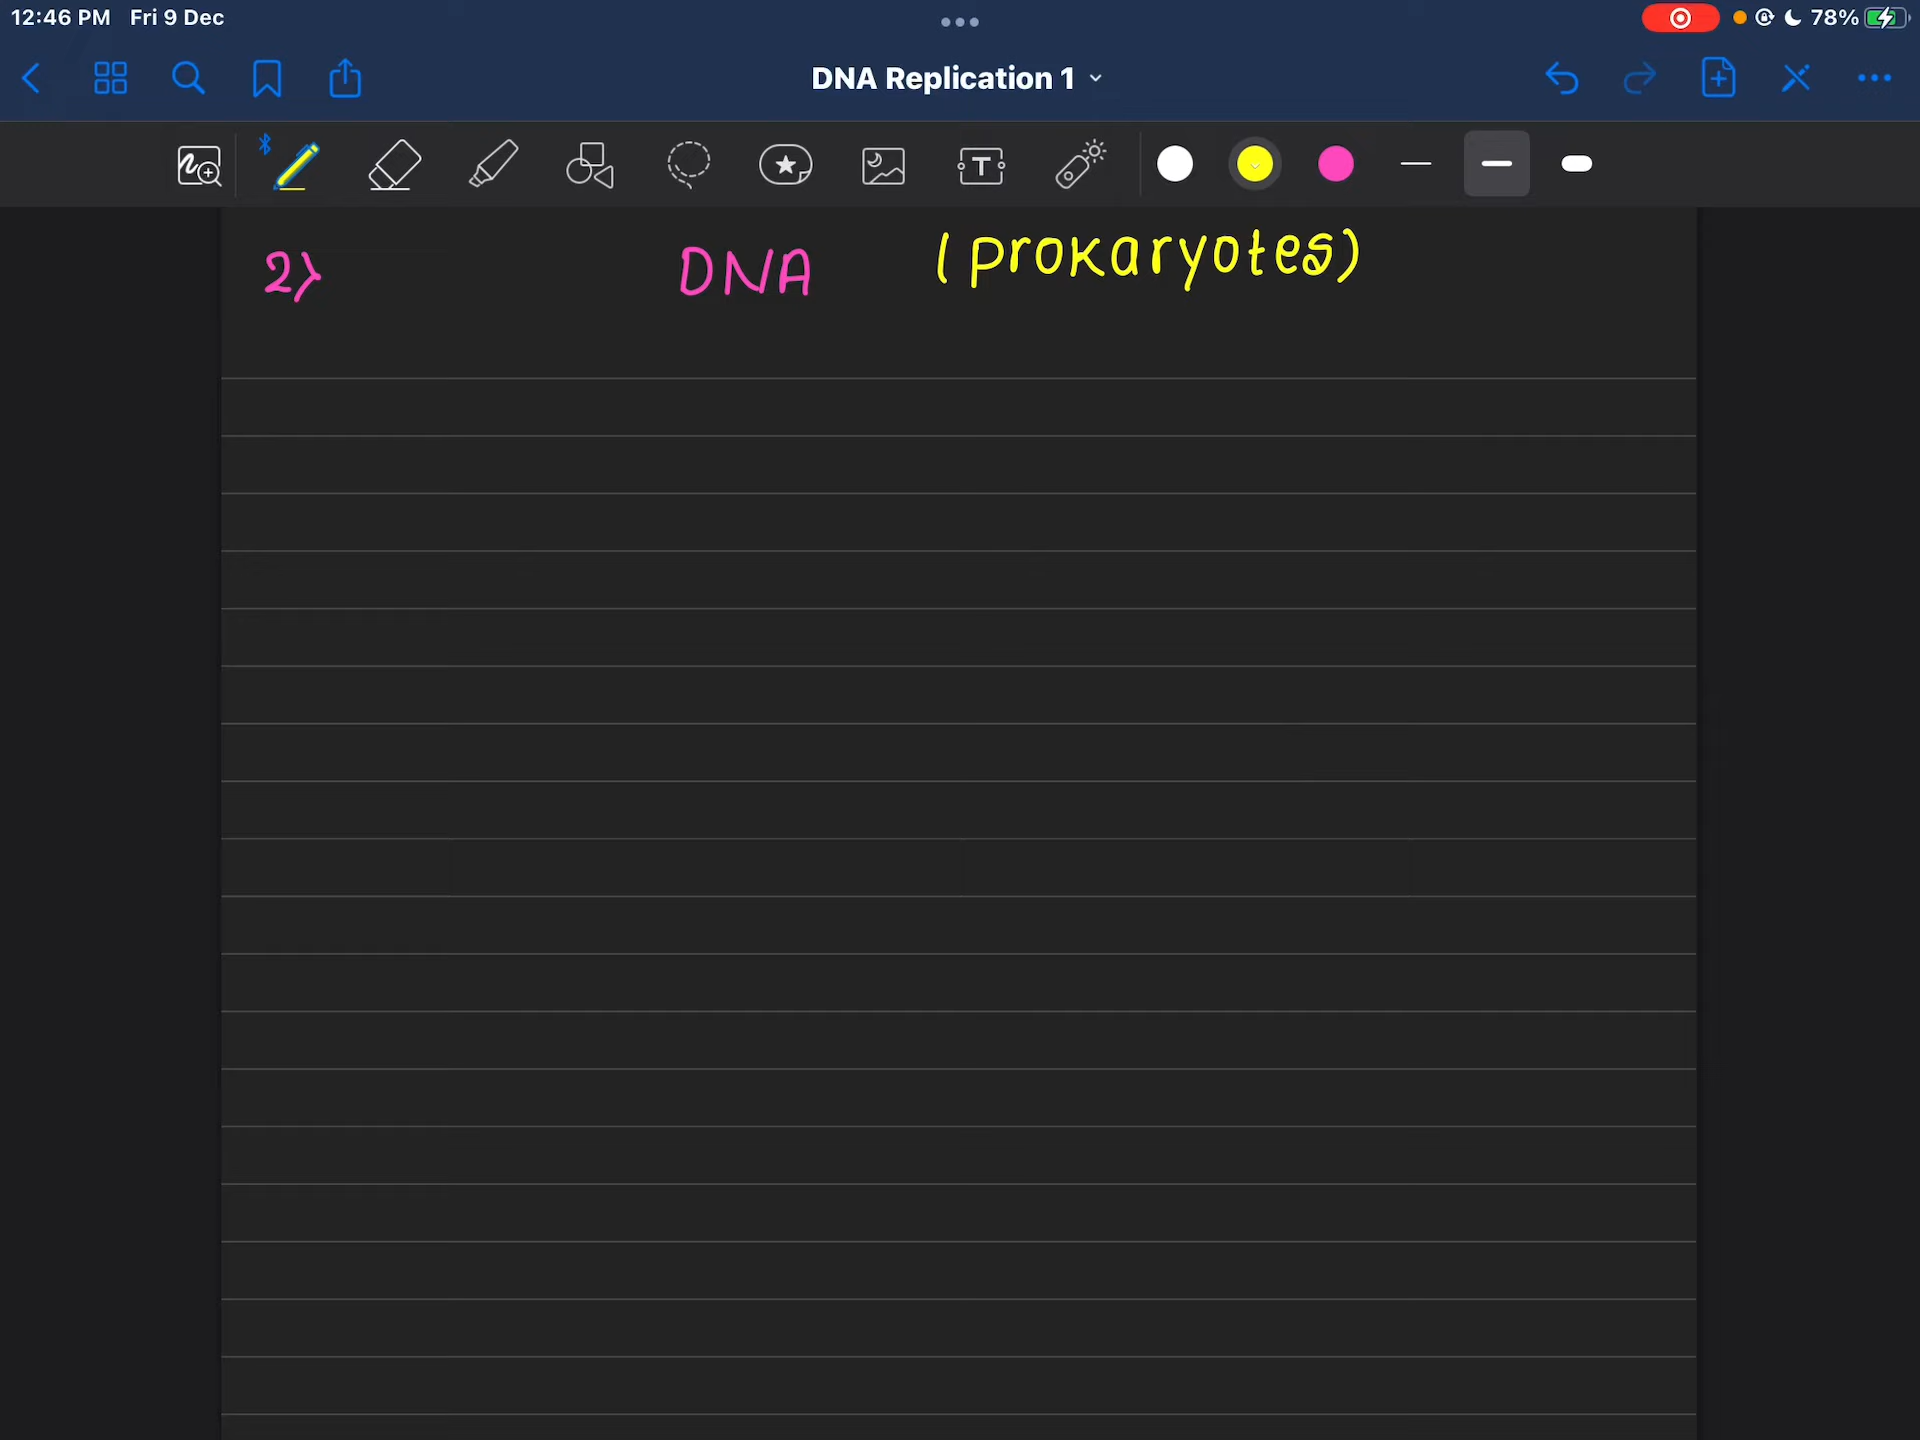 12:46 PM Fri 9 Dec
78%
DNA Replication 1
T
2) DNA (prokaryotes)